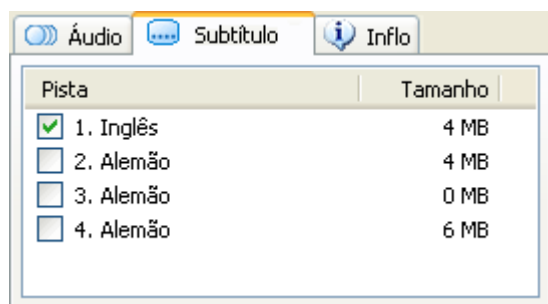 Áudio Subtítulo Inflo
Pista Tamanho
1. Inglês 4 MB
2. Alemão 4 MB
3. Alemão 0 MB
4. Alemão 6 MB